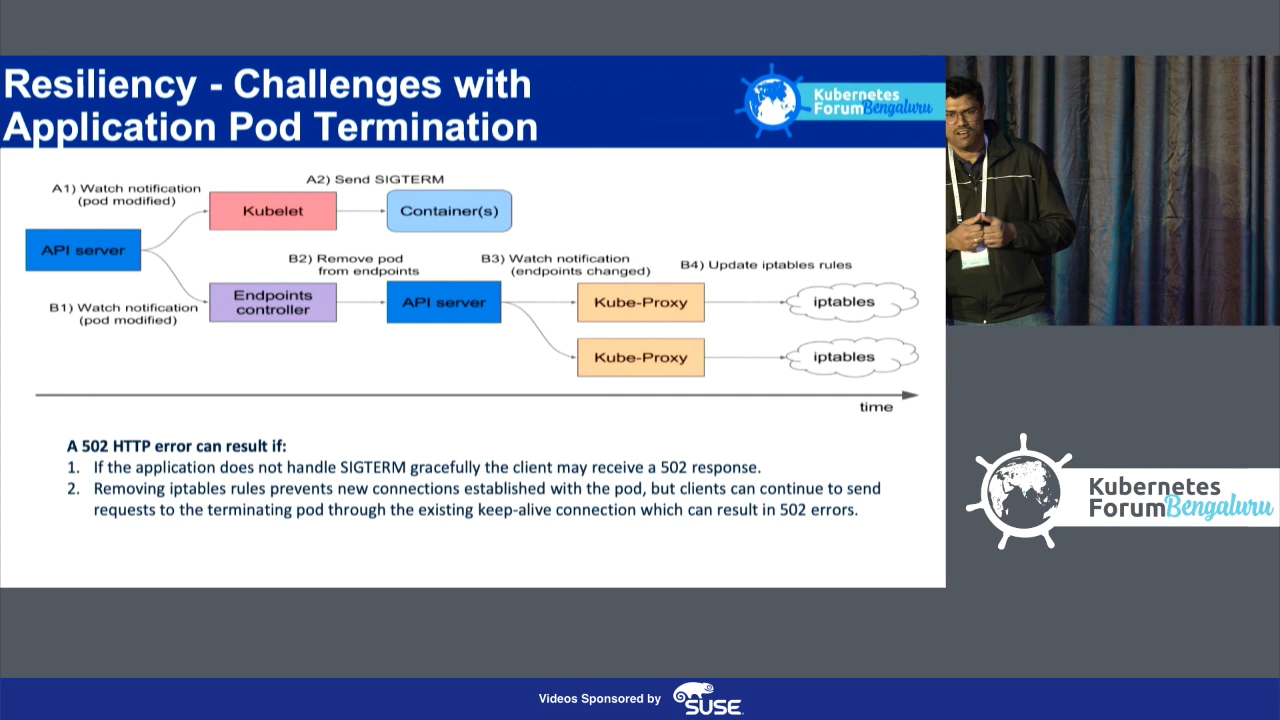 Resiliency - Challenges with
Application Pod Termination
Kubernetes
Forum Bengaluru
A1) Watch notification
(pod modified)
A2) Send SIGTERM
Kubelet
Container(s)
API server
B1) Watch notification
(pod modified)
B2) Remove pod
from endpoints
B3) Watch notification
(endpoints changed)
B4) Update iptables rules
Endpoints
controller
API server
Kube-Proxy
iptables
Kube-Proxy
iptables
time
A 502 HTTP error can result if:
1. If the application does not handle SIGTERM gracefully the client may receive a 502 response.
2. Removing iptables rules prevents new connections established with the pod, but clients can continue to send
requests to the terminating pod through the existing keep-alive connection which can result in 502 errors.
Kubernetes
Forum Bengaluru
Videos Sponsored by SUSE